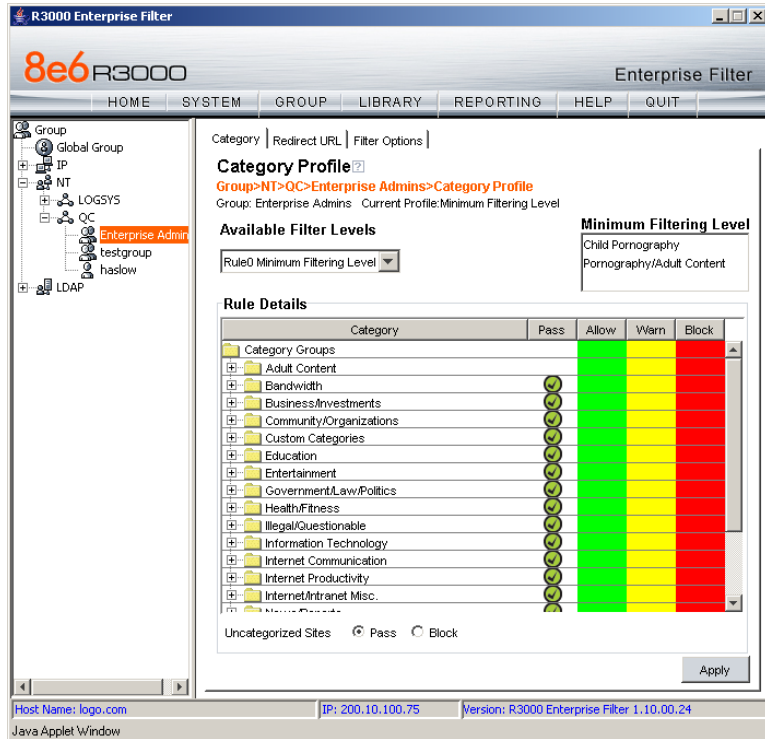 R3000 Enterprise Filter
8e6 R3000
Enterprise Filter
HOME SYSTEM GROUP LIBRARY REPORTING HELP QUIT
Group
Global Group
IP
NT
LOGSYS
QC
Enterprise Admin
testgroup
haslow
LDAP
Category Redirect URL Filter Options
Category Profile?
Group>NT>QC>Enterprise Admins>Category Profile
Group: Enterprise Admins Current Profile:Minimum Filtering Level
Available Filter Levels
Rule0 Minimum Filtering Level
Minimum Filtering Level
Child Pornography
Pornography/Adult Content
Rule Details
Category Pass Allow Warn Block
Category Groups
Adult Content
Bandwidth
Business/Investments
Community/Organizations
Custom Categories
Education
Entertainment
Government/Law/Politics
Health/Fitness
Illegal/Questionable
Information Technology
Internet Communication
Internet Productivity
Internet/Intranet Misc.
Uncategorized Sites Pass Block
Apply
Host Name: logo.com IP: 200.10.100.75 Version: R3000 Enterprise Filter 1.10.00.24
Java Applet Window